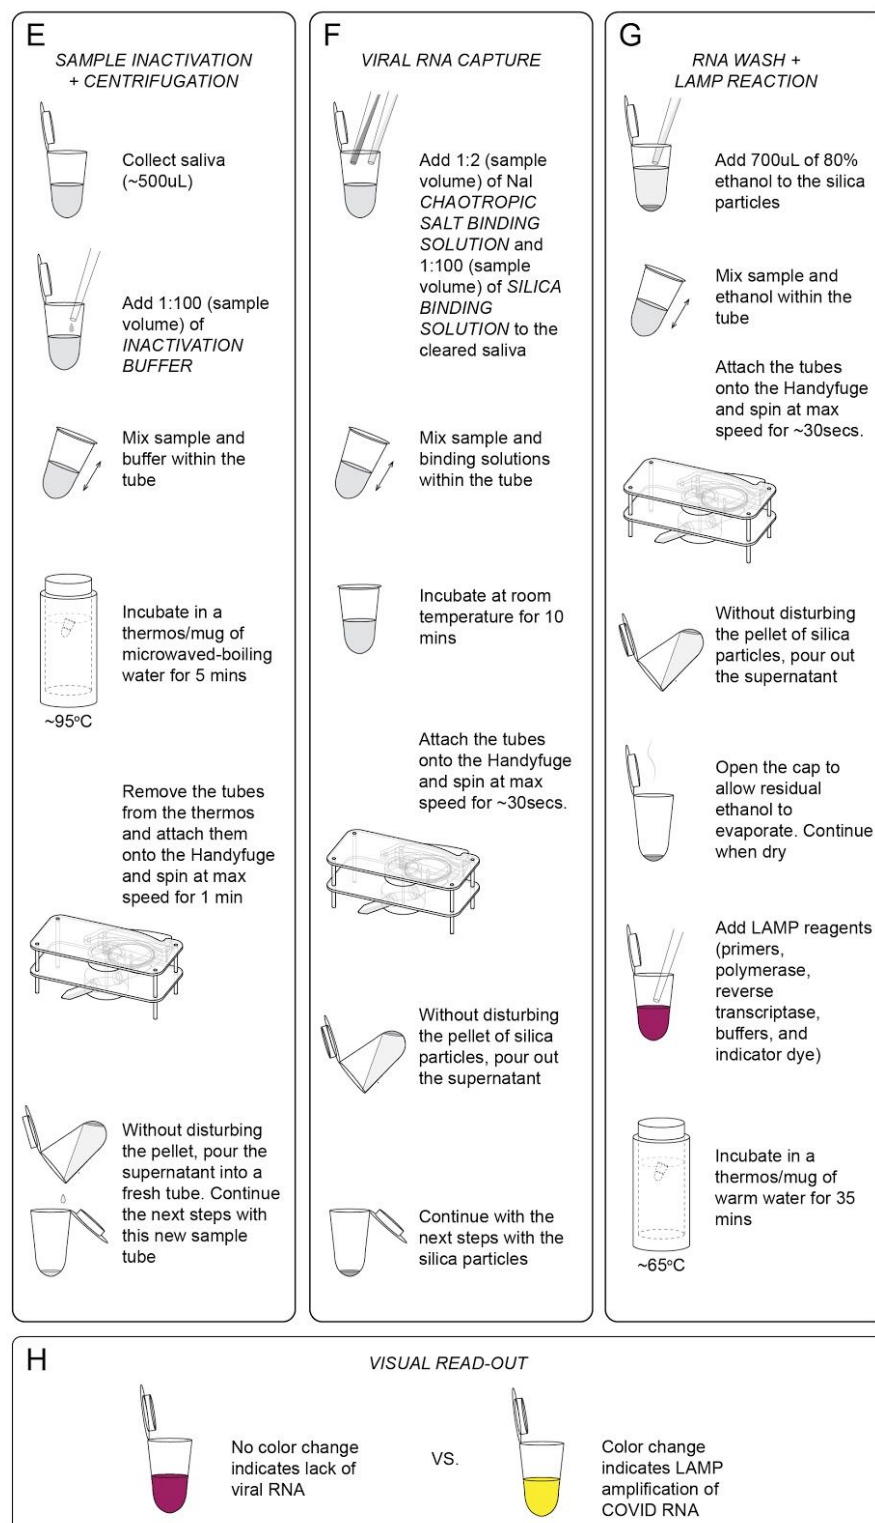 E
SAMPLE INACTIVATION
+ CENTRIFUGATION
Collect saliva
(~500uL)
Add 1:100 (sample
volume) of
INACTIVATION
BUFFER
Mix sample and
buffer within the
tube
Incubate in a
thermos/mug of
microwaved-boiling
water for 5 mins
~95°C
Remove the tubes
from the thermos
and attach them
onto the Handyfuge
and spin at max
speed for 1 min
Without disturbing
the pellet, pour the
supernatant into a
fresh tube. Continue
the next steps with
this new sample
tube
F
VIRAL RNA CAPTURE
Add 1:2 (sample
volume) of NaI
CHAOTROPIC
SALT BINDING
SOLUTION and
1:100 (sample
volume) of SILICA
BINDING
SOLUTION to the
cleared saliva
Mix sample and
binding solutions
within the tube
Incubate at room
temperature for 10
mins
Attach the tubes
onto the Handyfuge
and spin at max
speed for ~30secs.
Without disturbing
the pellet of silica
particles, pour out
the supernatant
Continue with the
next steps with the
silica particles
G
RNA WASH +
LAMP REACTION
Add 700uL of 80%
ethanol to the silica
particles
Mix sample and
ethanol within the
tube
Attach the tubes
onto the Handyfuge
and spin at max
speed for ~30secs.
Without disturbing
the pellet of silica
particles, pour out
the supernatant
Open the cap to
allow residual
ethanol to
evaporate. Continue
when dry
Add LAMP reagents
(primers,
polymerase,
reverse
transcriptase,
buffers, and
indicator dye)
Incubate in a
thermos/mug of
warm water for 35
mins
~65°C
H
VISUAL READ-OUT
No color change
indicates lack of
viral RNA
VS.
Color change
indicates LAMP
amplification of
COVID RNA